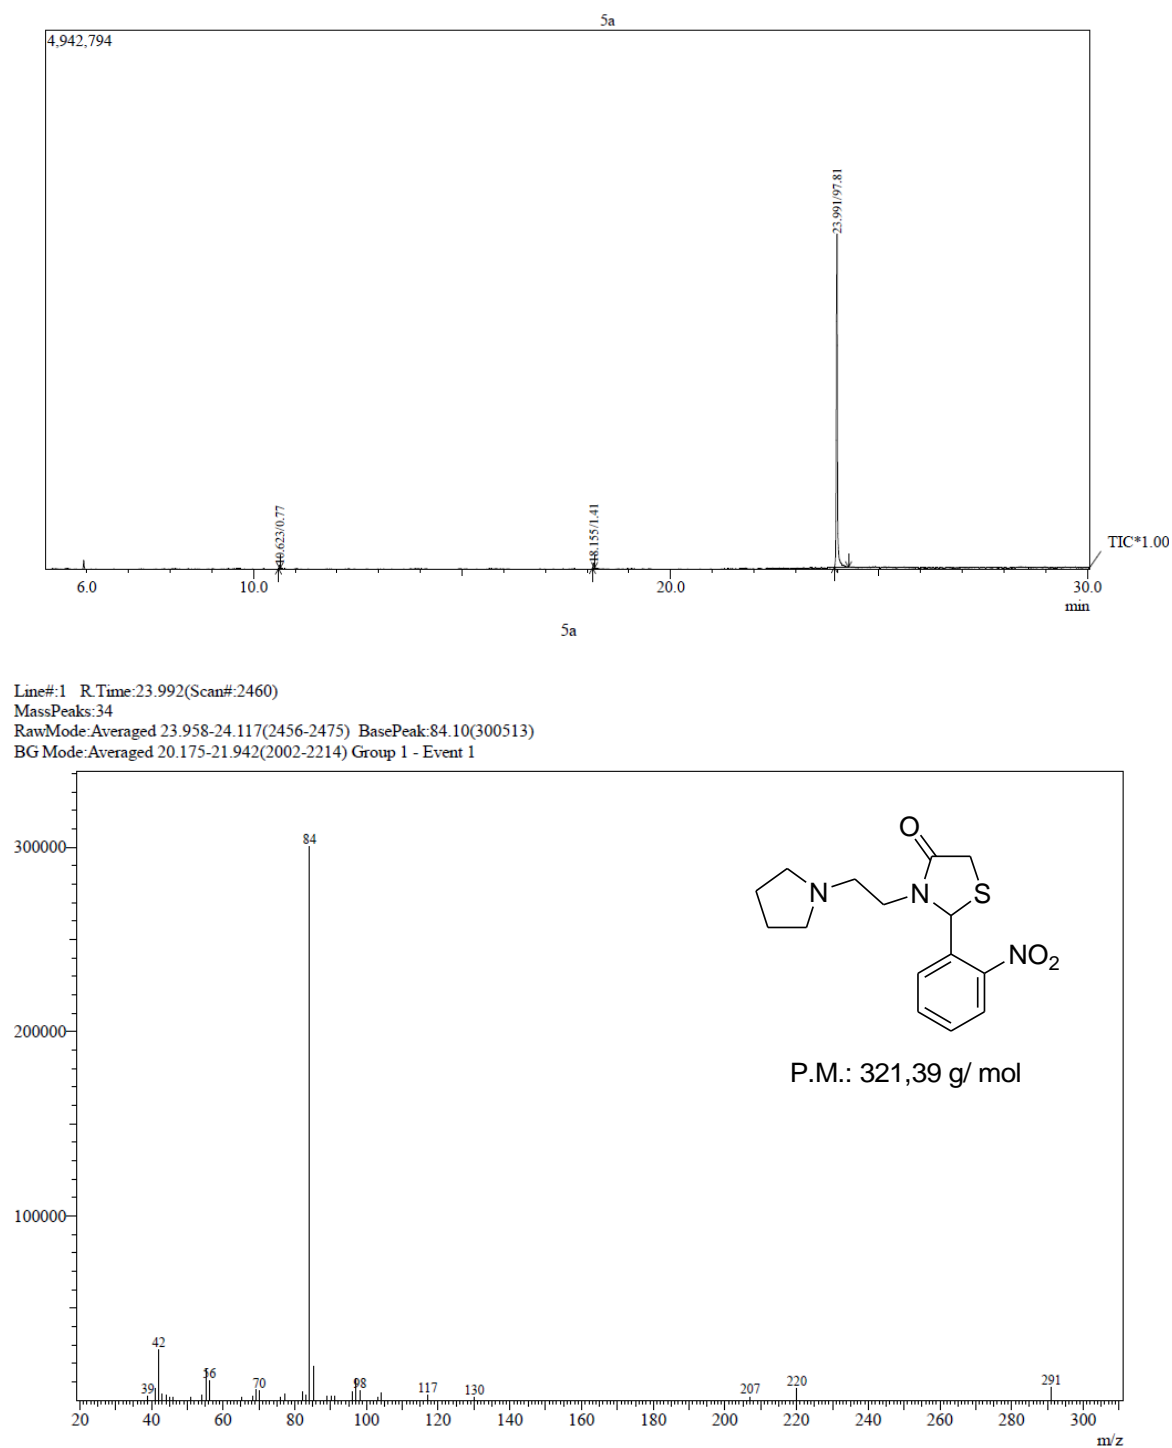 5a
4,942,794
23.991/97.81
10.623/0.77
18.155/1.41
TIC*1.00
6.0 10.0 20.0 30.0
min
5a
Line#:1 R.Time:23.992(Scan#:2460)
MassPeaks:34
RawMode:Averaged 23.958-24.117(2456-2475) BasePeak:84.10(300513)
BG Mode:Averaged 20.175-21.942(2002-2214) Group 1 - Event 1
84
300000
O
N N S
NO2
200000
P.M.: 321,39 g/ mol
100000
42
39 56 70 98 117 130 207 220 291
20 40 60 80 100 120 140 160 180 200 220 240 260 280 300
m/z